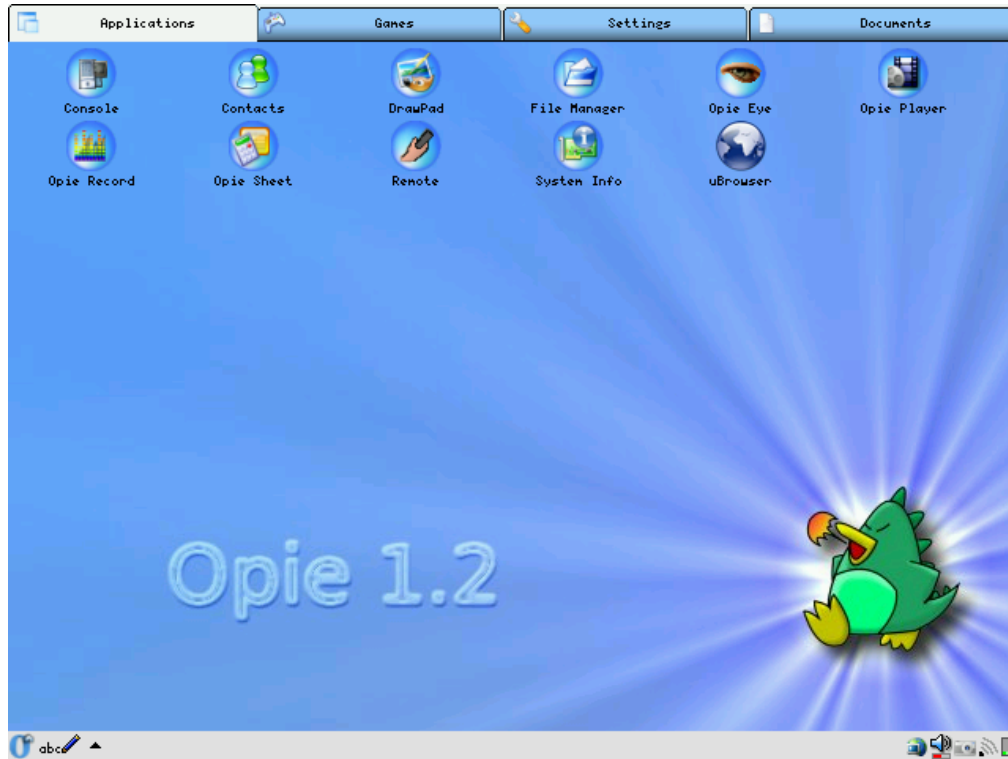 Applications Games Settings Documents
Console Contacts DrawPad File Manager Opie Eye Opie Player
Opie Record Opie Sheet Remote System Info uBrowser
Opie 1.2
abc